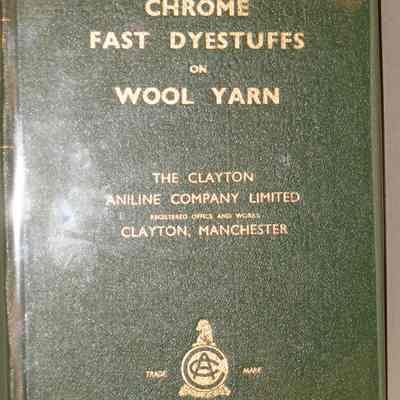 CHROME
FAST DYESTUFFS
ON
WOOL YARN
THE CLAYTON
ANILINE COMPANY LIMITED
REGISTERED OFFICE AND WORKS
CLAYTON, MANCHESTER
TRADE MARK